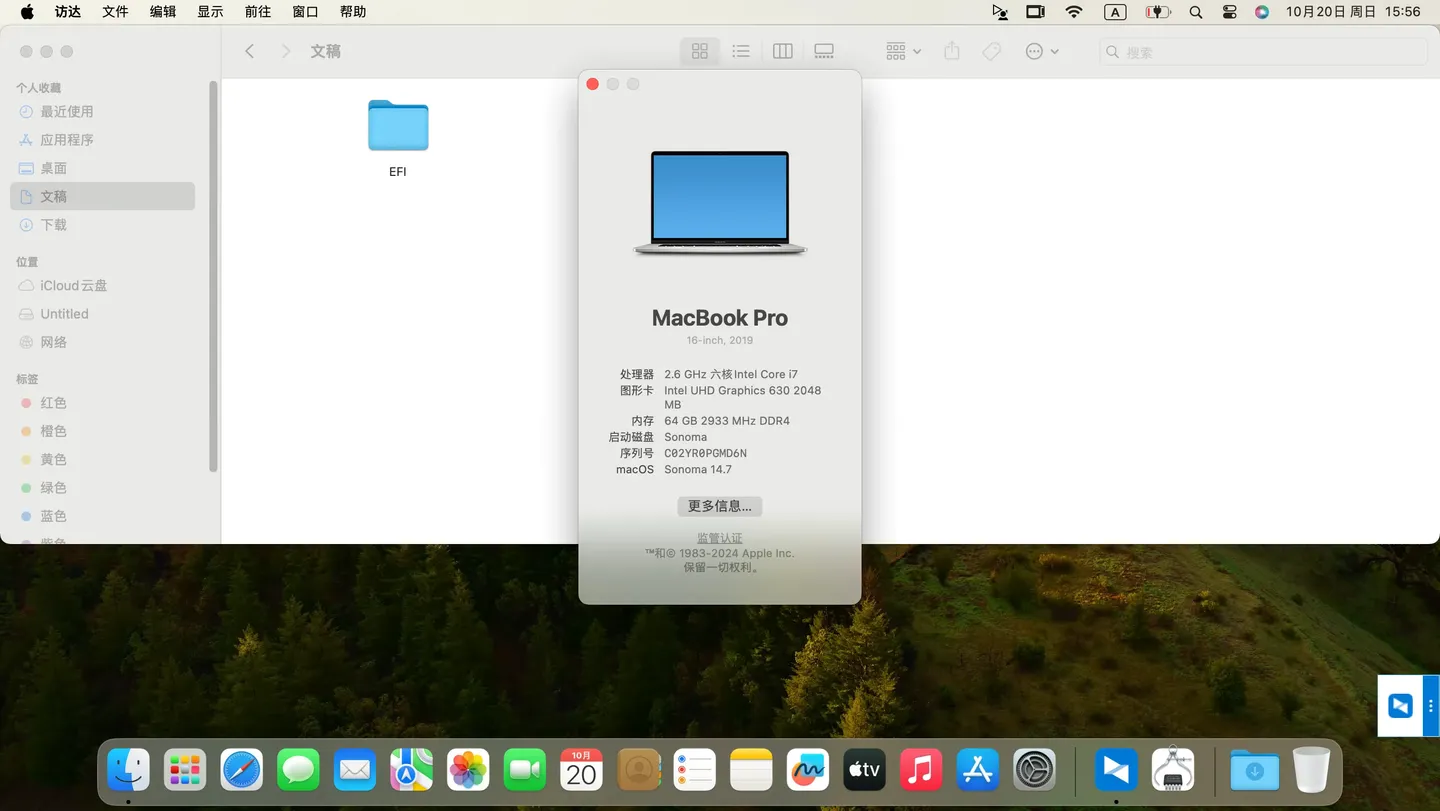 访达 文件 编辑 显示 前往 窗口 帮助 A 10月20日 周日 15:56
文稿 搜索
个人收藏
最近使用
应用程序
桌面
文稿
下载
位置
iCloud云盘
Untitled
网络
标签
红色
橙色
黄色
绿色
蓝色
紫色
EFI
MacBook Pro
16-inch, 2019
处理器 2.6 GHz 六核Intel Core i7
图形卡 Intel UHD Graphics 630 2048
MB
内存 64 GB 2933 MHz DDR4
启动磁盘 Sonoma
序列号 C02YR0PGMD6N
macOS Sonoma 14.7
更多信息...
监管认证
™和© 1983-2024 Apple Inc.
保留一切权利。
10月
20
tv